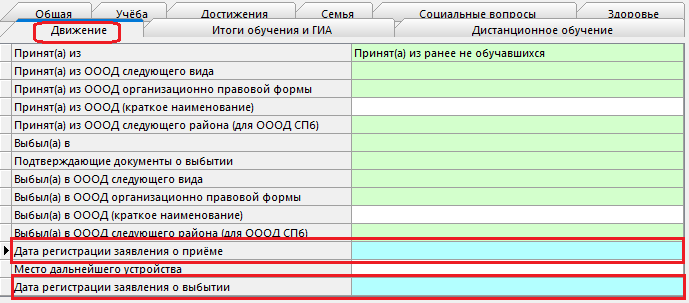 Общая Учёба Достижения Семья Социальные вопросы Здоровье
Движение Итоги обучения и ГИА Дистанционное обучение
Принят(а) из Принят(а) из ранее не обучавшихся
Принят(а) из ОООД следующего вида
Принят(а) из ОООД организационно правовой формы
Принят(а) из ОООД (краткое наименование)
Принят(а) из ОООД следующего района (для ОООД СПб)
Выбыл(а) в
Подтверждающие документы о выбытии
Выбыл(а) в ОООД следующего вида
Выбыл(а) в ОООД организационно правовой формы
Выбыл(а) в ОООД (краткое наименование)
Выбыл(а) в ОООД следующего района (для ОООД СПб)
Дата регистрации заявления о приёме
Место дальнейшего устройства
Дата регистрации заявления о выбытии